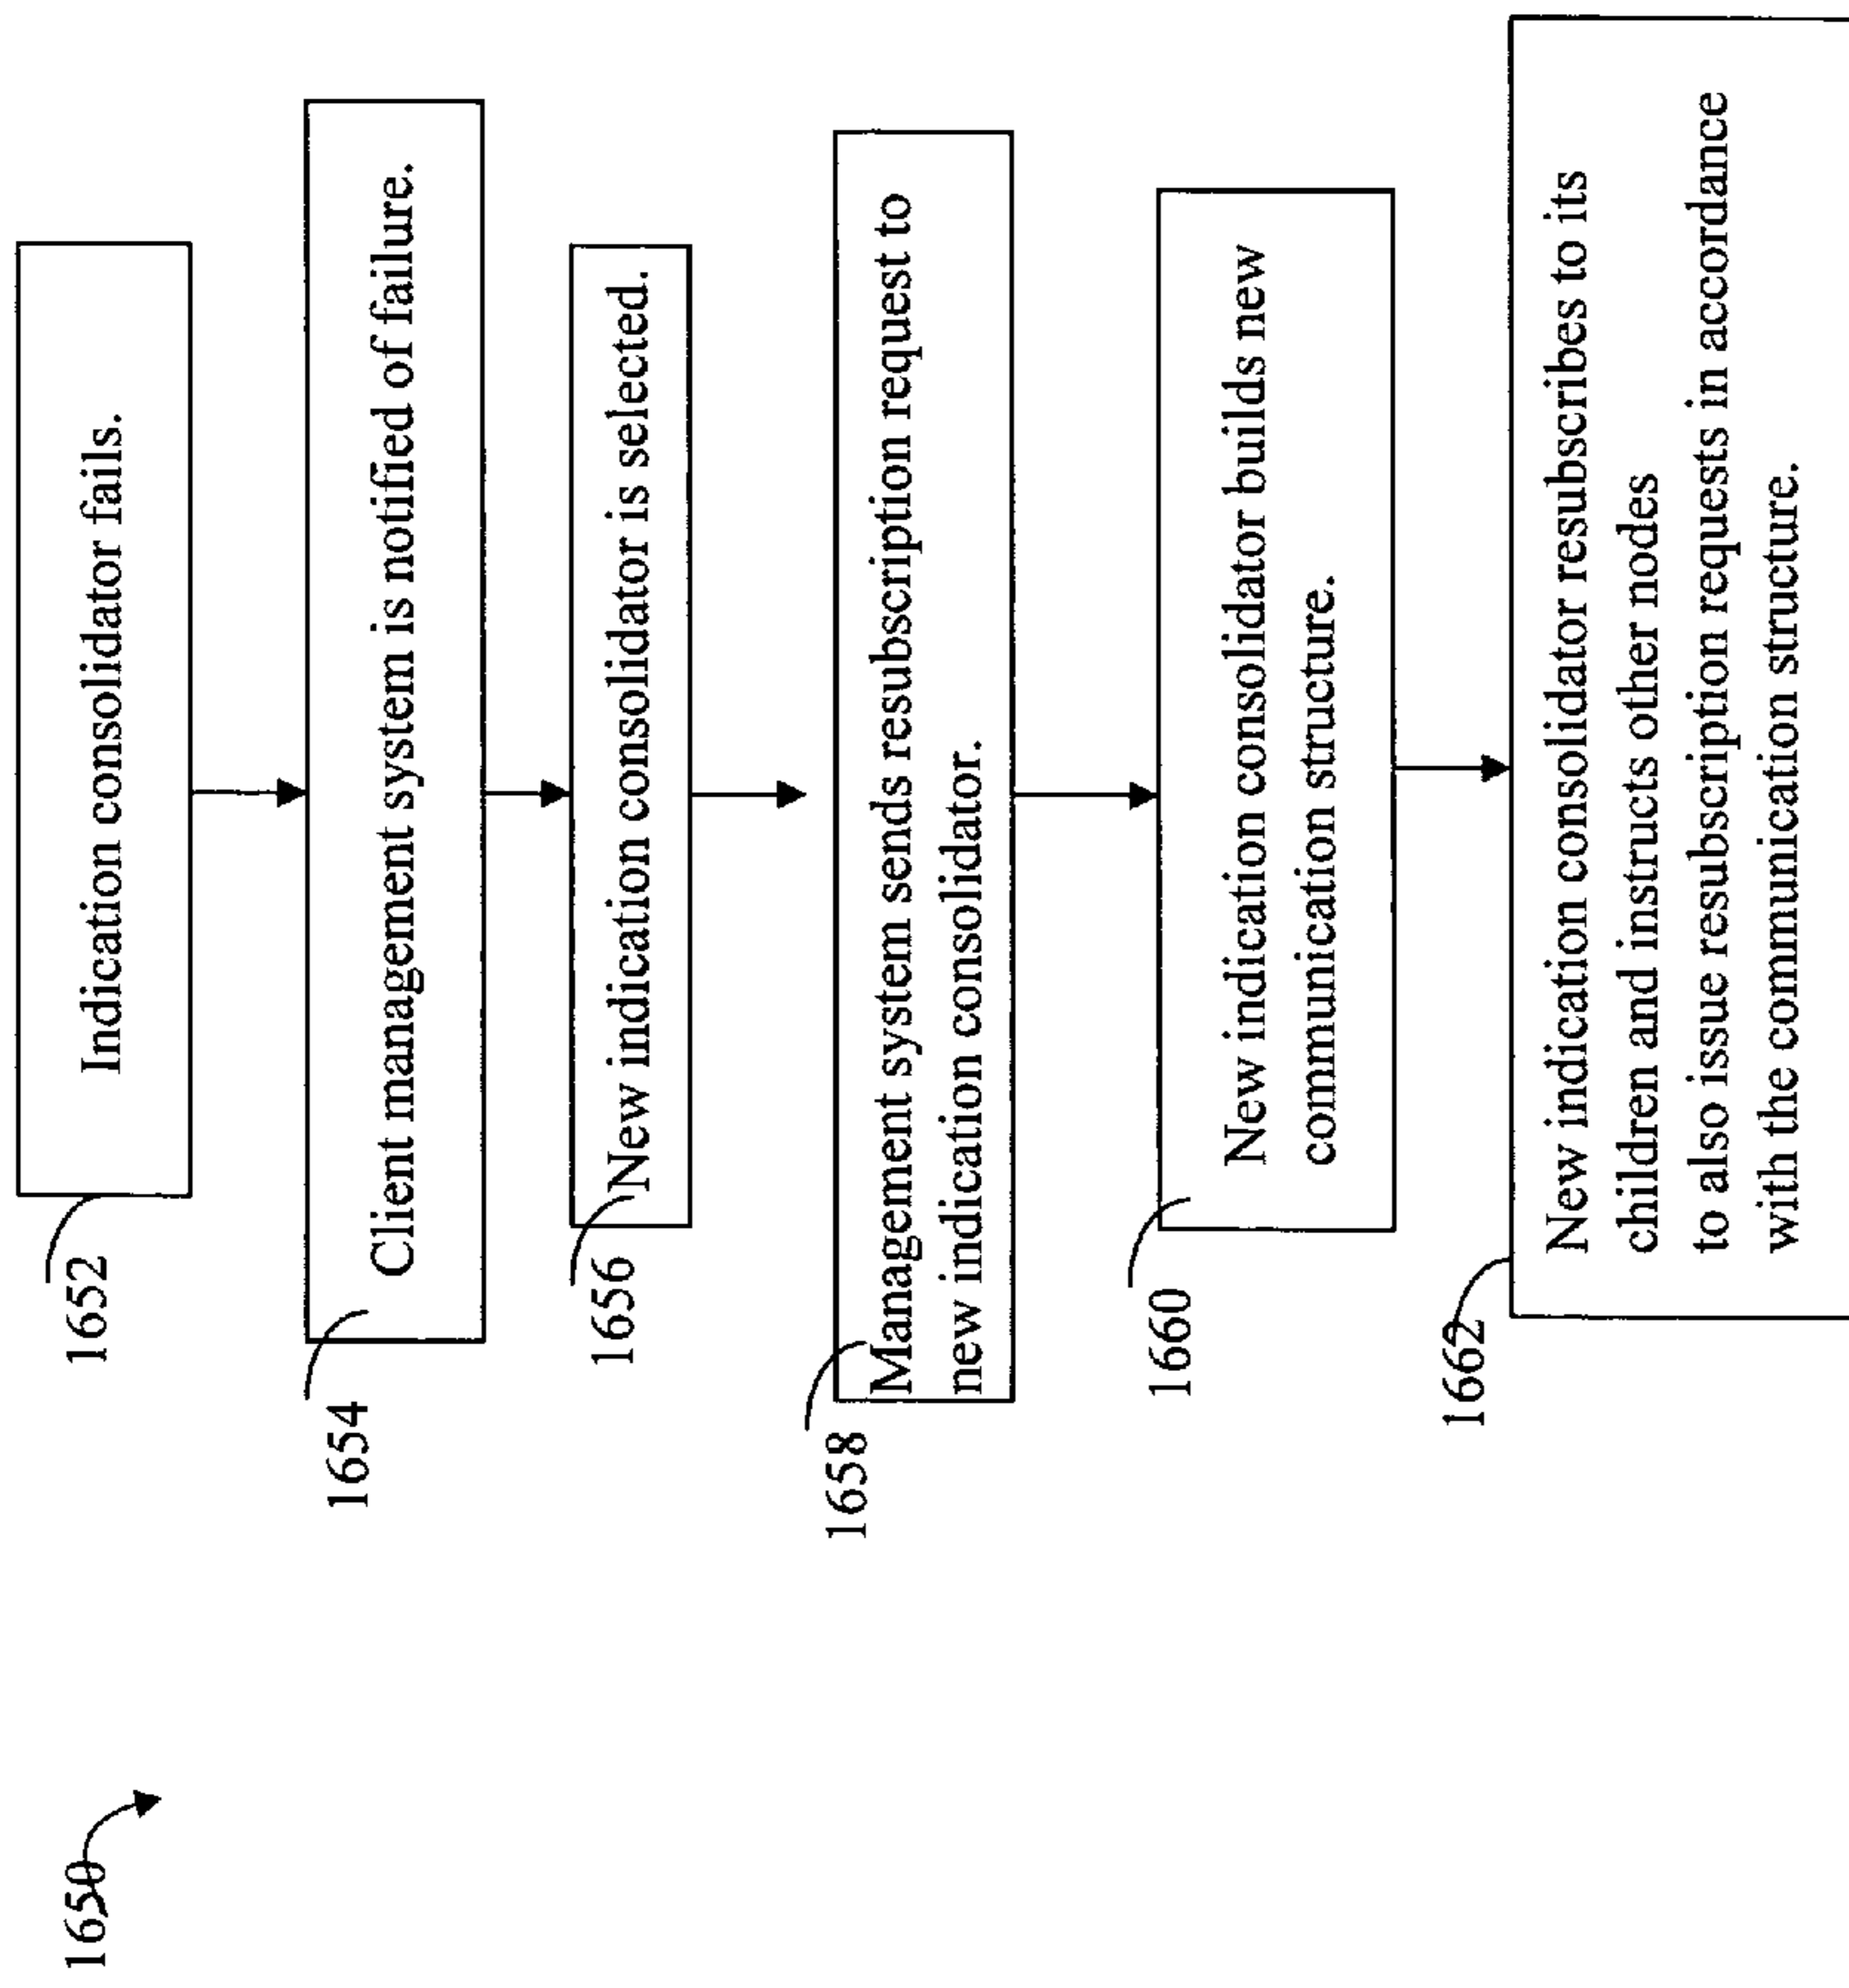 1650
1652
Indication consolidator fails.
1654
Client management system is notified of failure.
1656
New indication consolidator is selected.
1658
Management system sends resubscription request to
new indication consolidator.
1660
New indication consolidator builds new
communication structure.
1662
New indication consolidator resubscribes to its
children and instructs other nodes
to also issue resubscription requests in accordance
with the communication structure.